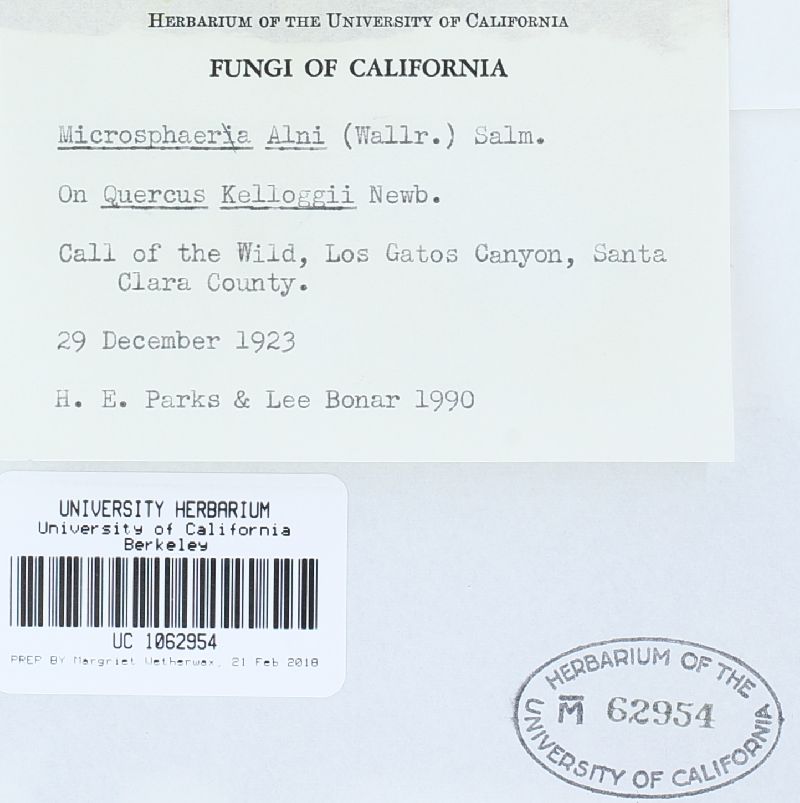 HERBARIUM OF THE UNIVERSITY OF CALIFORNIA
FUNGI OF CALIFORNIA
Microsphaeria Alni (Wallr.) Salm.
On Quercus Kelloggii Newb.
Call of the Wild, Los Gatos Canyon, Santa
Clara County.
29 December 1923
H. E. Parks & Lee Bonar 1990
UNIVERSITY HERBARIUM
University of California
Berkeley
UC 1062954
PREP BY Margriet Wetherwax, 21 Feb 2018
HERBARIUM OF THE
M̅ 62954
UNIVERSITY OF CALIFORNIA